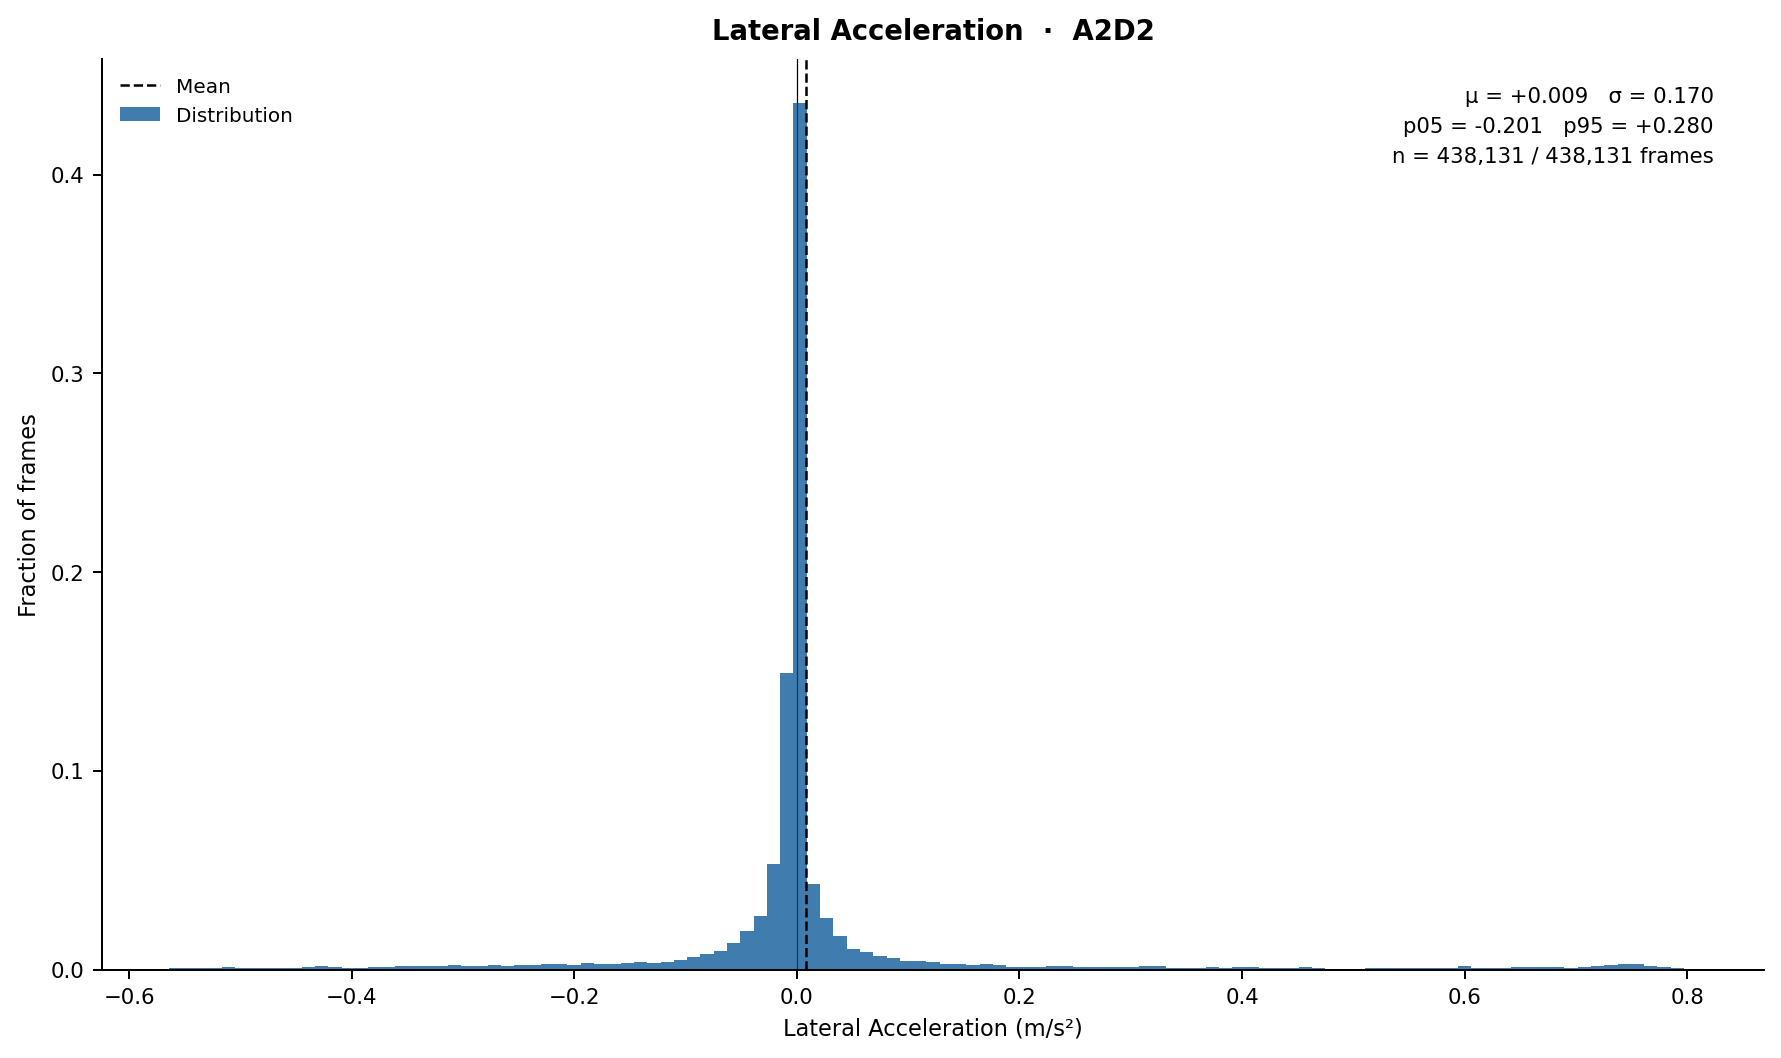 Lateral Acceleration · A2D2
Mean
Distribution
μ = +0.009 σ = 0.170
p05 = -0.201 p95 = +0.280
n = 438,131 / 438,131 frames
Fraction of frames
0.4
0.3
0.2
0.1
0.0
−0.6 −0.4 −0.2 0.0 0.2 0.4 0.6 0.8
Lateral Acceleration (m/s²)